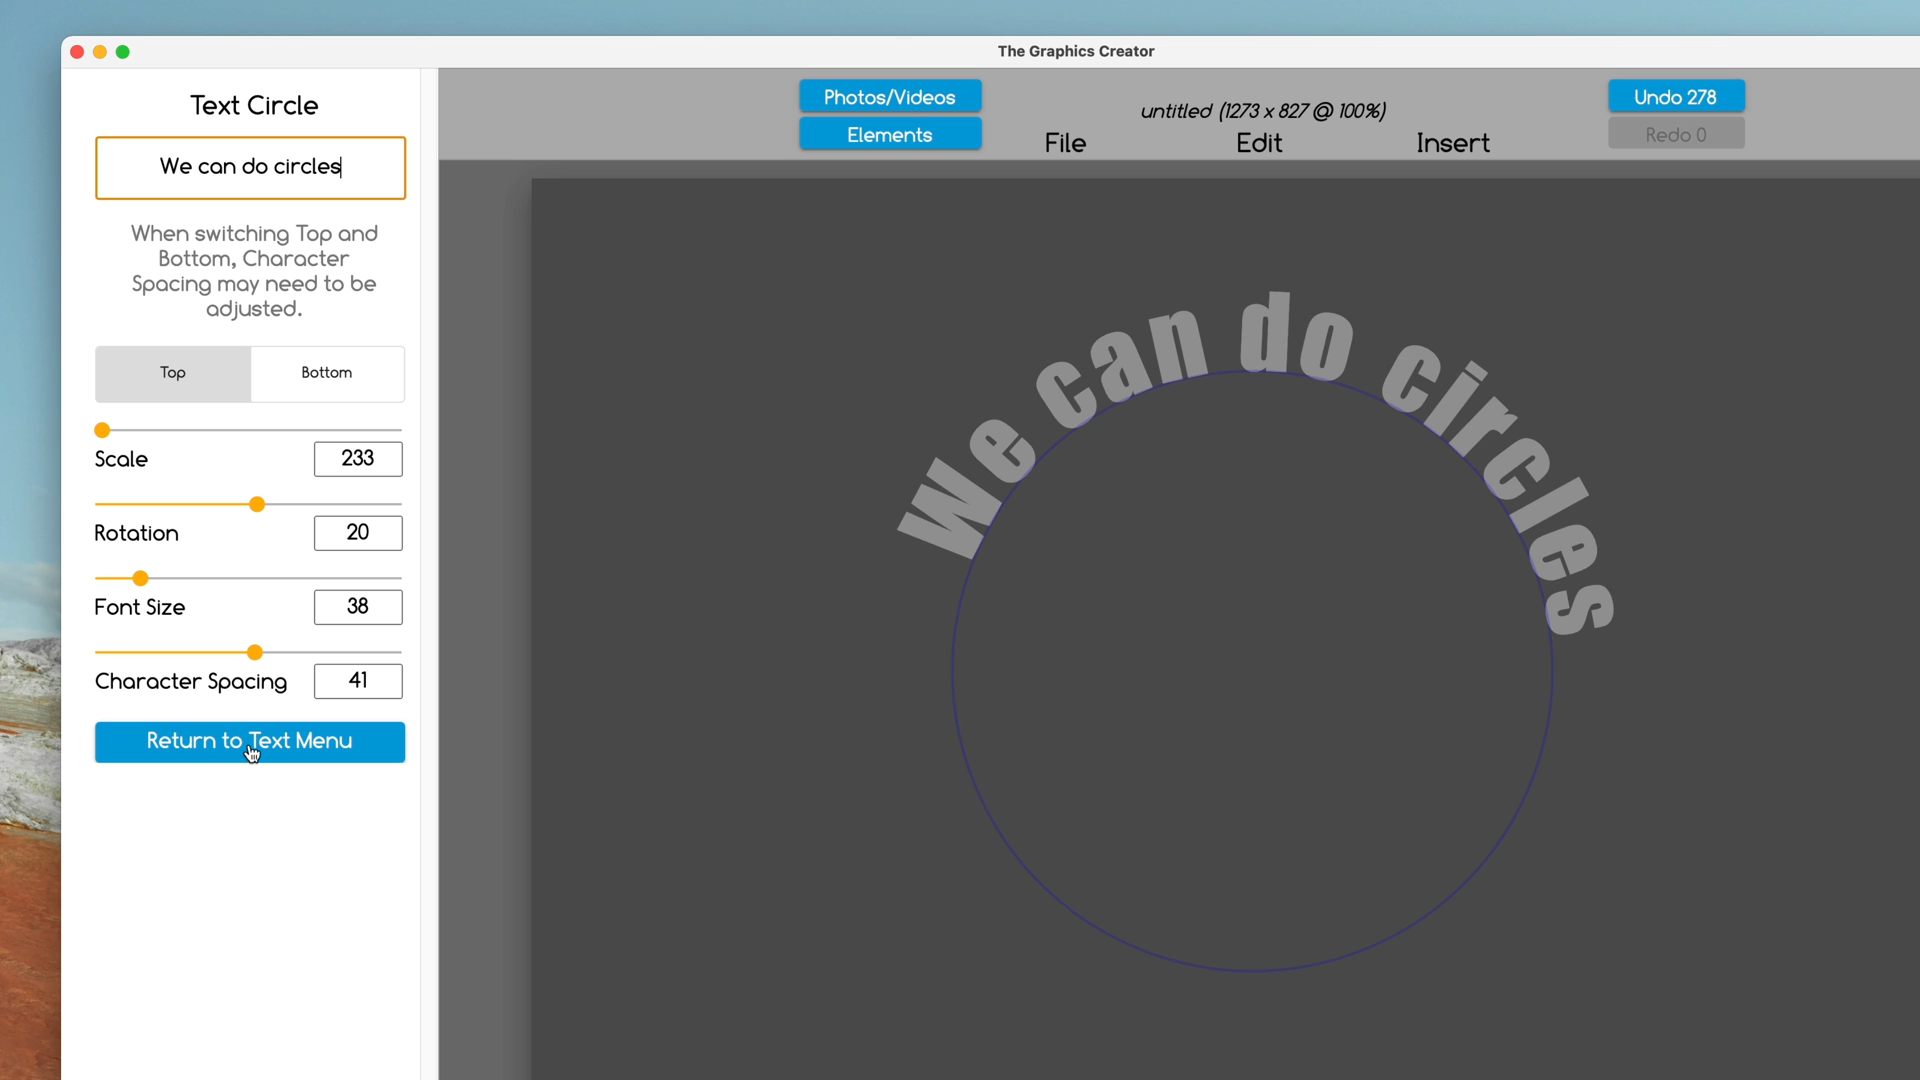 The Graphics Creator
Text Circle
We can do circles
When switching Top and
Bottom, Character
Spacing may need to be
adjusted.
Top
Bottom
Scale
233
Rotation
20
Font Size
38
Character Spacing
41
Return to Text Menu
Photos/Videos
Elements
untitled (1273 x 827 @ 100%)
File
Edit
Insert
Undo 278
Redo 0
We can do circles